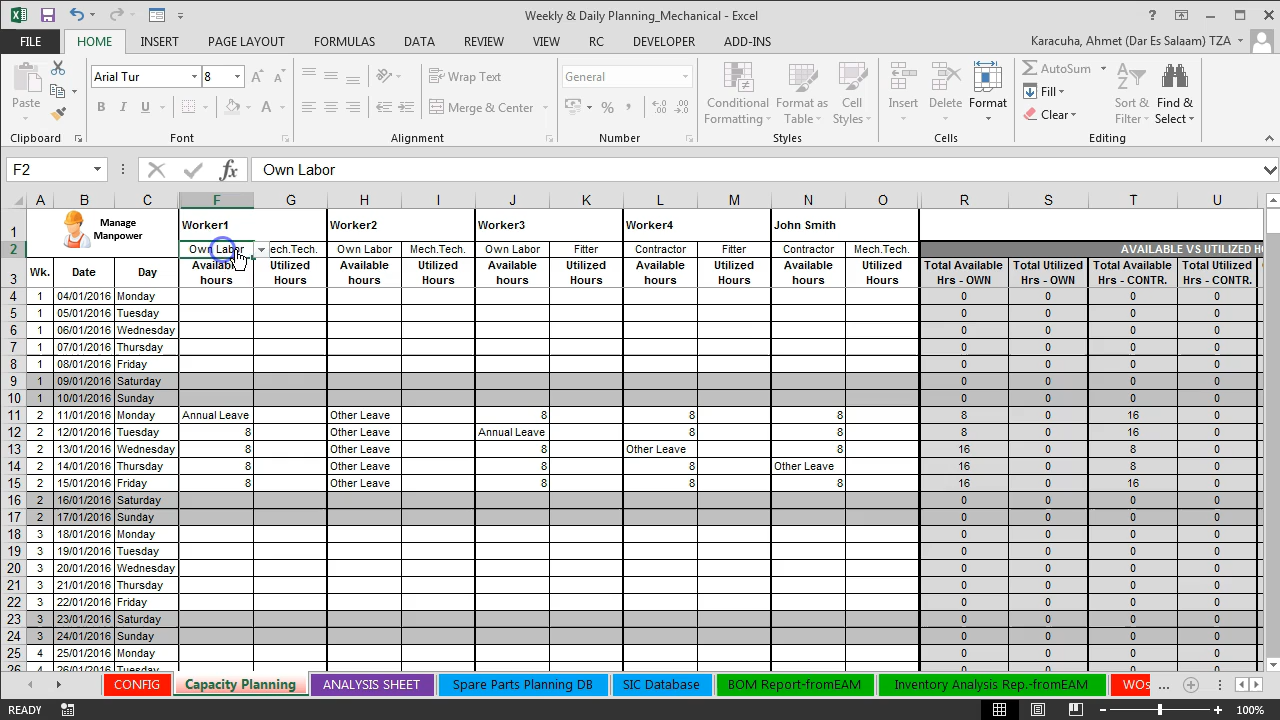 Weekly & Daily Planning_Mechanical - Excel
FILE HOME INSERT PAGE LAYOUT FORMULAS DATA REVIEW VIEW RC DEVELOPER ADD-INS Karacuha, Ahmet (Dar Es Salaam) TZA
Paste
Clipboard
Arial Tur 8
B I U A
Font
Wrap Text
Merge & Center
Alignment
General
Number
Conditional Formatting
Format as Table
Cell Styles
Styles
Insert Delete Format
Cells
AutoSum
Fill
Clear
Sort & Filter
Find & Select
Editing
F2 fx Own Labor
A B C F G H I J K L M N O R S T U
1 Manage Manpower Worker1 Worker2 Worker3 Worker4 John Smith
2 Own Labor ech.Tech. Own Labor Mech.Tech. Own Labor Fitter Contractor Fitter Contractor Mech.Tech. AVAILABLE VS UTILIZED H
3 Wk. Date Day Available hours Utilized Hours Available hours Utilized Hours Available hours Utilized Hours Available hours Utilized Hours Available hours Utilized Hours Total Available Hrs - OWN Total Utilized Hrs - OWN Total Available Hrs - CONTR. Total Utilized Hrs - CONTR.
4 1 04/01/2016 Monday 0 0 0 0
5 1 05/01/2016 Tuesday 0 0 0 0
6 1 06/01/2016 Wednesday 0 0 0 0
7 1 07/01/2016 Thursday 0 0 0 0
8 1 08/01/2016 Friday 0 0 0 0
9 1 09/01/2016 Saturday 0 0 0 0
10 1 10/01/2016 Sunday 0 0 0 0
11 2 11/01/2016 Monday Annual Leave Other Leave 8 8 8 8 0 16 0
12 2 12/01/2016 Tuesday 8 Other Leave Annual Leave 8 8 8 0 16 0
13 2 13/01/2016 Wednesday 8 Other Leave 8 Other Leave 8 16 0 8 0
14 2 14/01/2016 Thursday 8 Other Leave 8 8 Other Leave 16 0 8 0
15 2 15/01/2016 Friday 8 Other Leave 8 8 8 16 0 16 0
16 2 16/01/2016 Saturday 0 0 0 0
17 2 17/01/2016 Sunday 0 0 0 0
18 3 18/01/2016 Monday 0 0 0 0
19 3 19/01/2016 Tuesday 0 0 0 0
20 3 20/01/2016 Wednesday 0 0 0 0
21 3 21/01/2016 Thursday 0 0 0 0
22 3 22/01/2016 Friday 0 0 0 0
23 3 23/01/2016 Saturday 0 0 0 0
24 3 24/01/2016 Sunday 0 0 0 0
25 4 25/01/2016 Monday 0 0 0 0
26 4 26/01/2016 Tuesday 0 0 0 0
CONFIG Capacity Planning ANALYSIS SHEET Spare Parts Planning DB SIC Database BOM Report-fromEAM Inventory Analysis Rep.-fromEAM WOs ...
READY 100%